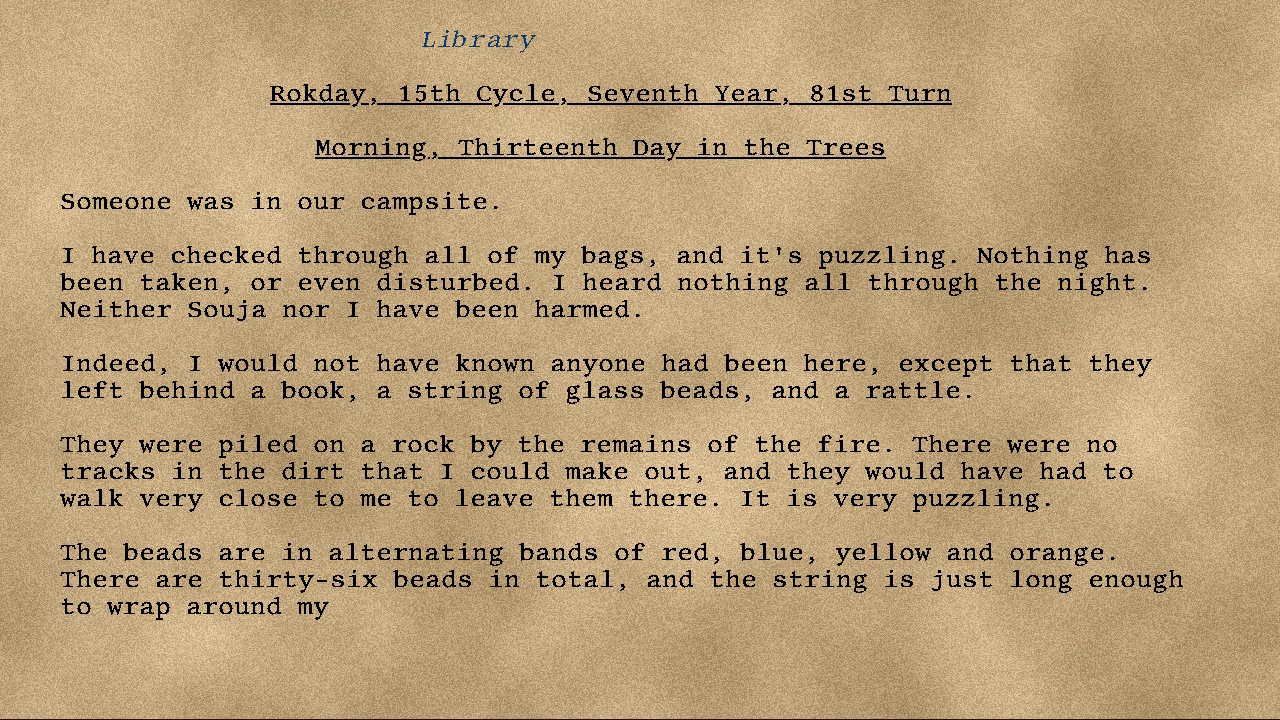 Library
Rokday, 15th Cycle, Seventh Year, 81st Turn
Morning, Thirteenth Day in the Trees
Someone was in our campsite.
I have checked through all of my bags, and it's puzzling. Nothing has
been taken, or even disturbed. I heard nothing all through the night.
Neither Souja nor I have been harmed.
Indeed, I would not have known anyone had been here, except that they
left behind a book, a string of glass beads, and a rattle.
They were piled on a rock by the remains of the fire. There were no
tracks in the dirt that I could make out, and they would have had to
walk very close to me to leave them there. It is very puzzling.
The beads are in alternating bands of red, blue, yellow and orange.
There are thirty-six beads in total, and the string is just long enough
to wrap around my